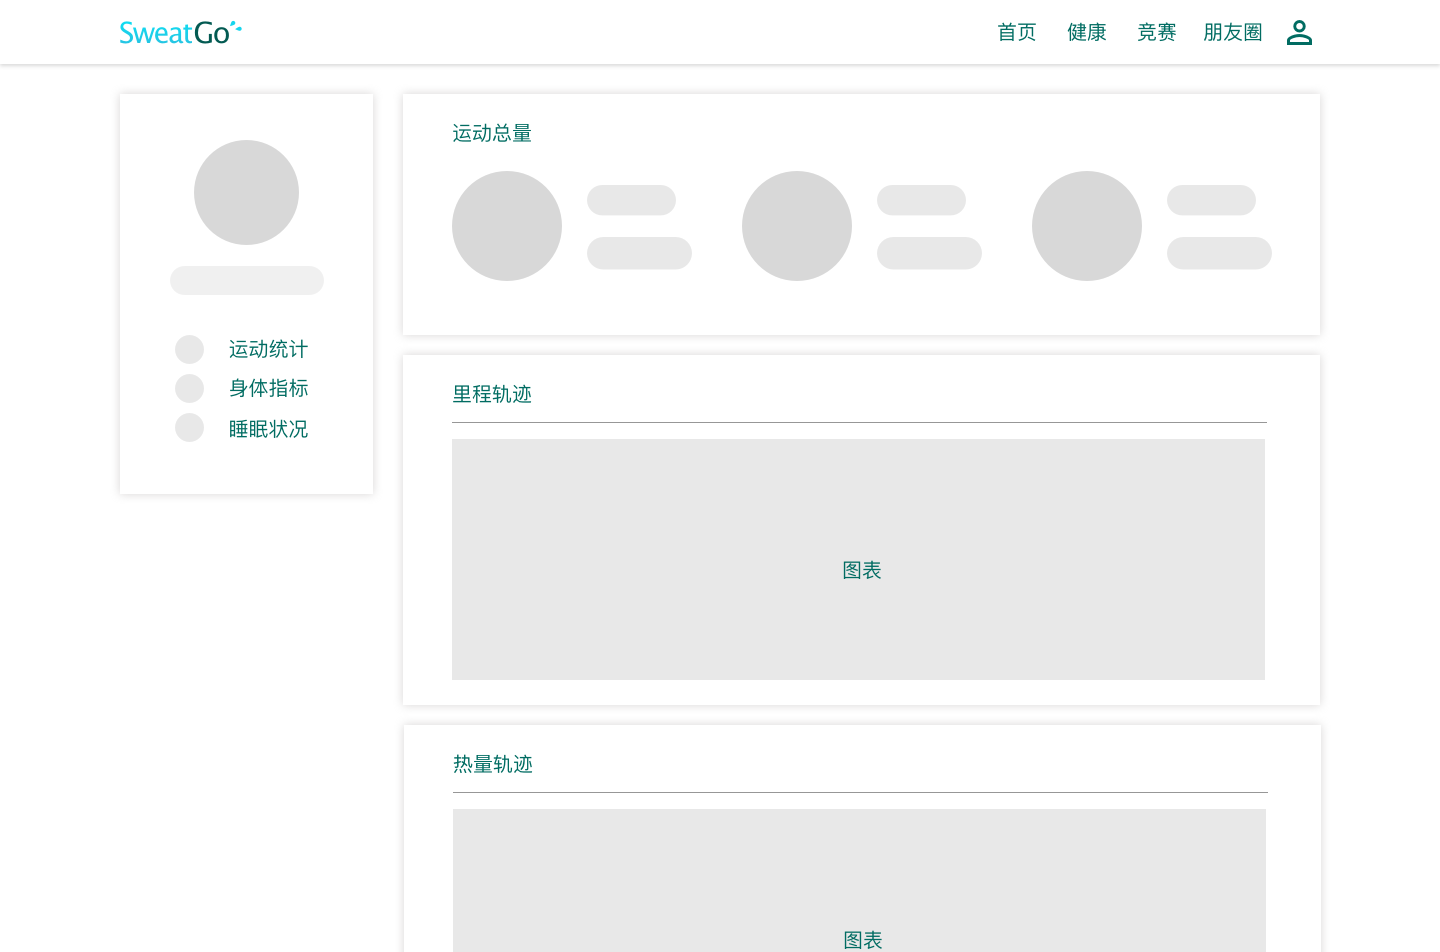 SweatGo
首页 健康 竞赛 朋友圈
运动统计
身体指标
睡眠状况
运动总量
里程轨迹
图表
热量轨迹
图表